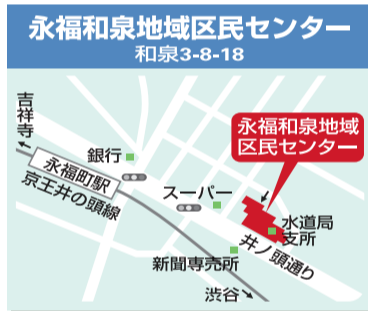 永福和泉地域区民センター
和泉3-8-18
吉祥寺
永福和泉地域
区民センター
銀行
永福町駅
京王井の頭線
スーパー
水道局
支所
井ノ頭通り
新聞専売所
渋谷